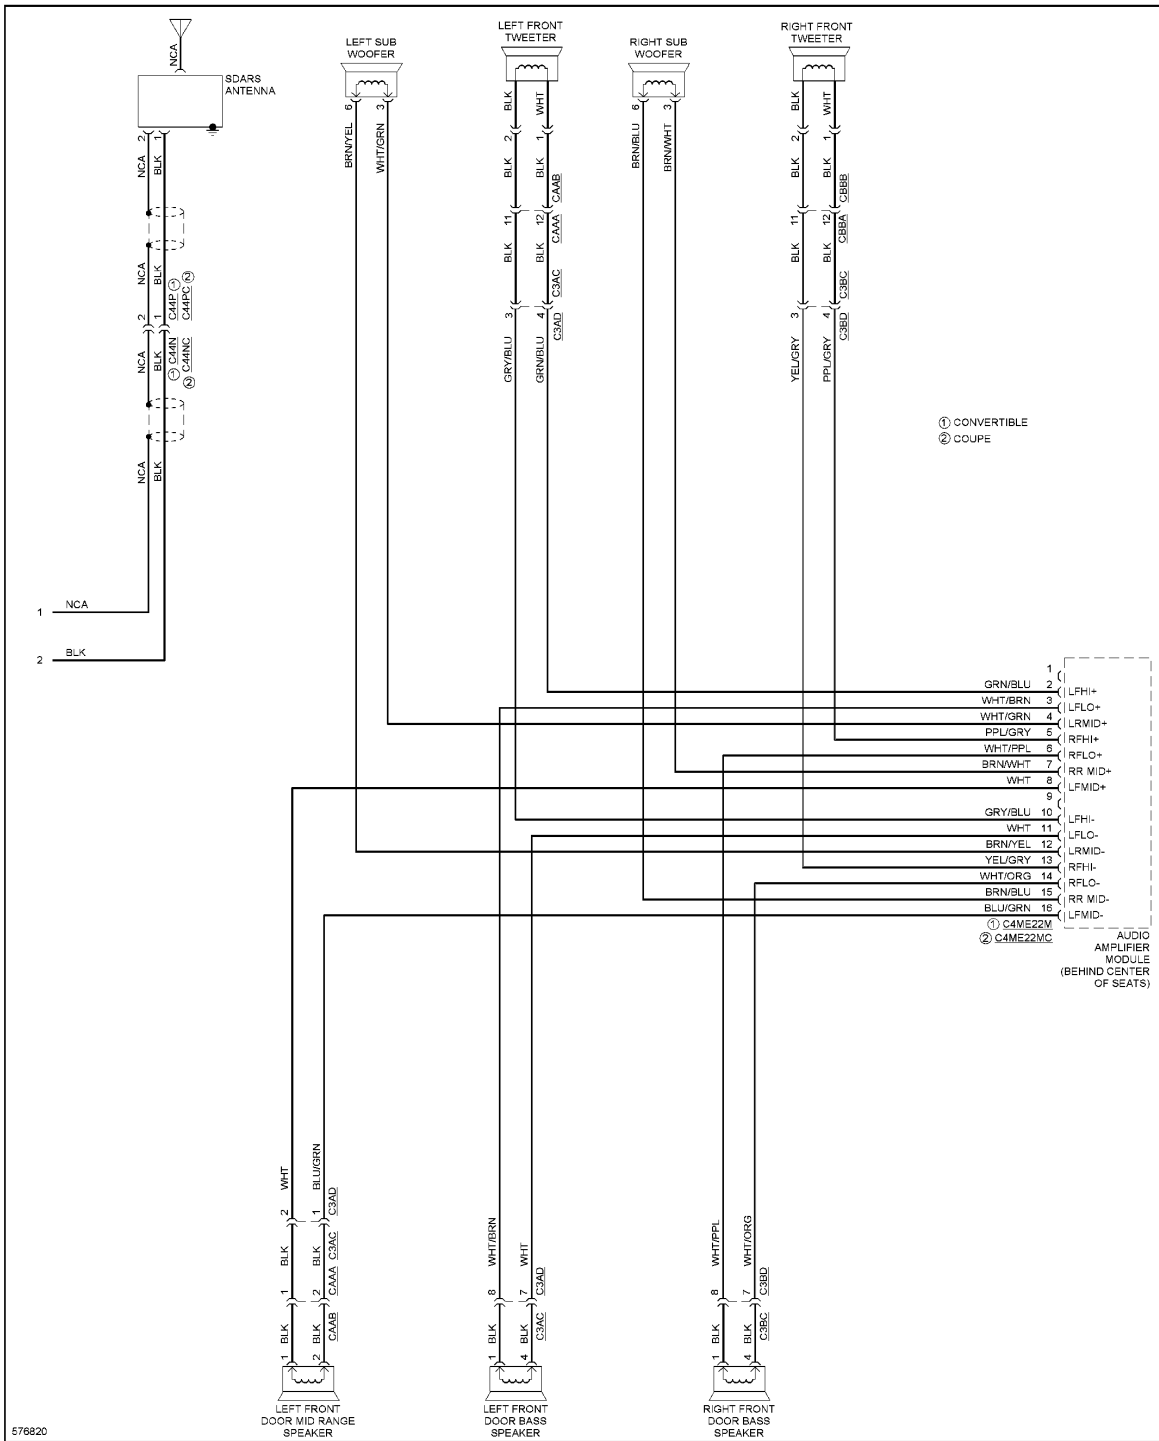 LEFT FRONT
TWEETER
RIGHT FRONT
TWEETER
LEFT SUB
WOOFER
RIGHT SUB
WOOFER
NCA
SDARS
ANTENNA
2
1
NCA
BLK
NCA
BLK
2
1
① C44P
② C44PC
① C44N
② C44NC
NCA
BLK
NCA
BLK
1 NCA
2 BLK
6
3
BRN/YEL
WHT/GRN
BLK
WHT
2
1
BLK
BLK
CAAB
11
12
CAAA
BLK
BLK
C3AC
3
4
C3AD
GRY/BLU
GRN/BLU
6
3
BRN/BLU
BRN/WHT
BLK
WHT
2
1
BLK
BLK
CBBB
11
12
CBBA
BLK
BLK
C3BC
3
4
C3BD
YEL/GRY
PPL/GRY
① CONVERTIBLE
② COUPE
1
GRN/BLU 2 LFHI+
WHT/BRN 3 LFLO+
WHT/GRN 4 LRMID+
PPL/GRY 5 RFHI+
WHT/PPL 6 RFLO+
BRN/WHT 7 RR MID+
WHT 8 LFMID+
9
GRY/BLU 10 LFHI-
WHT 11 LFLO-
BRN/YEL 12 LRMID-
YEL/GRY 13 RFHI-
WHT/ORG 14 RFLO-
BRN/BLU 15 RR MID-
BLU/GRN 16 LFMID-
① C4ME22M
② C4ME22MC
AUDIO
AMPLIFIER
MODULE
(BEHIND CENTER
OF SEATS)
WHT
BLU/GRN
2
1
C3AD
BLK
BLK
C3AC
1
2
CAAA
BLK
BLK
CAAB
1
2
LEFT FRONT
DOOR MID RANGE
SPEAKER
WHT/BRN
WHT
8
7
C3AD
BLK
BLK
C3AC
1
4
LEFT FRONT
DOOR BASS
SPEAKER
WHT/PPL
WHT/ORG
8
7
C3BD
BLK
BLK
C3BC
1
4
RIGHT FRONT
DOOR BASS
SPEAKER
576820